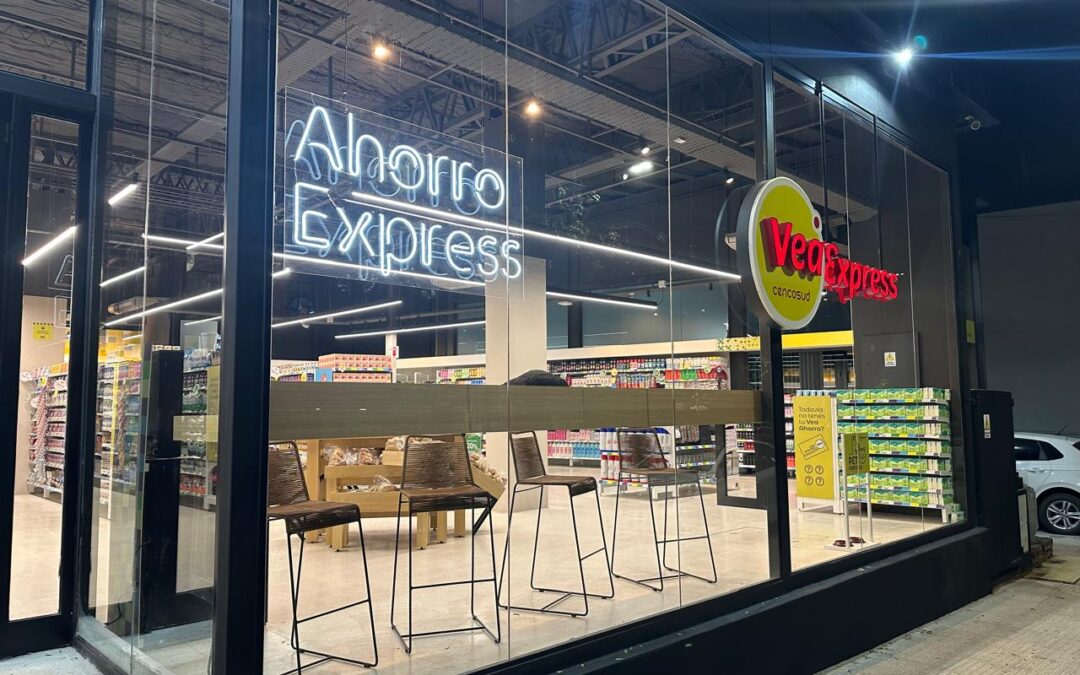 Ahorro
Express
Vea Express
cencosud
Todavía
no tenés
tu Vea
Ahorro?